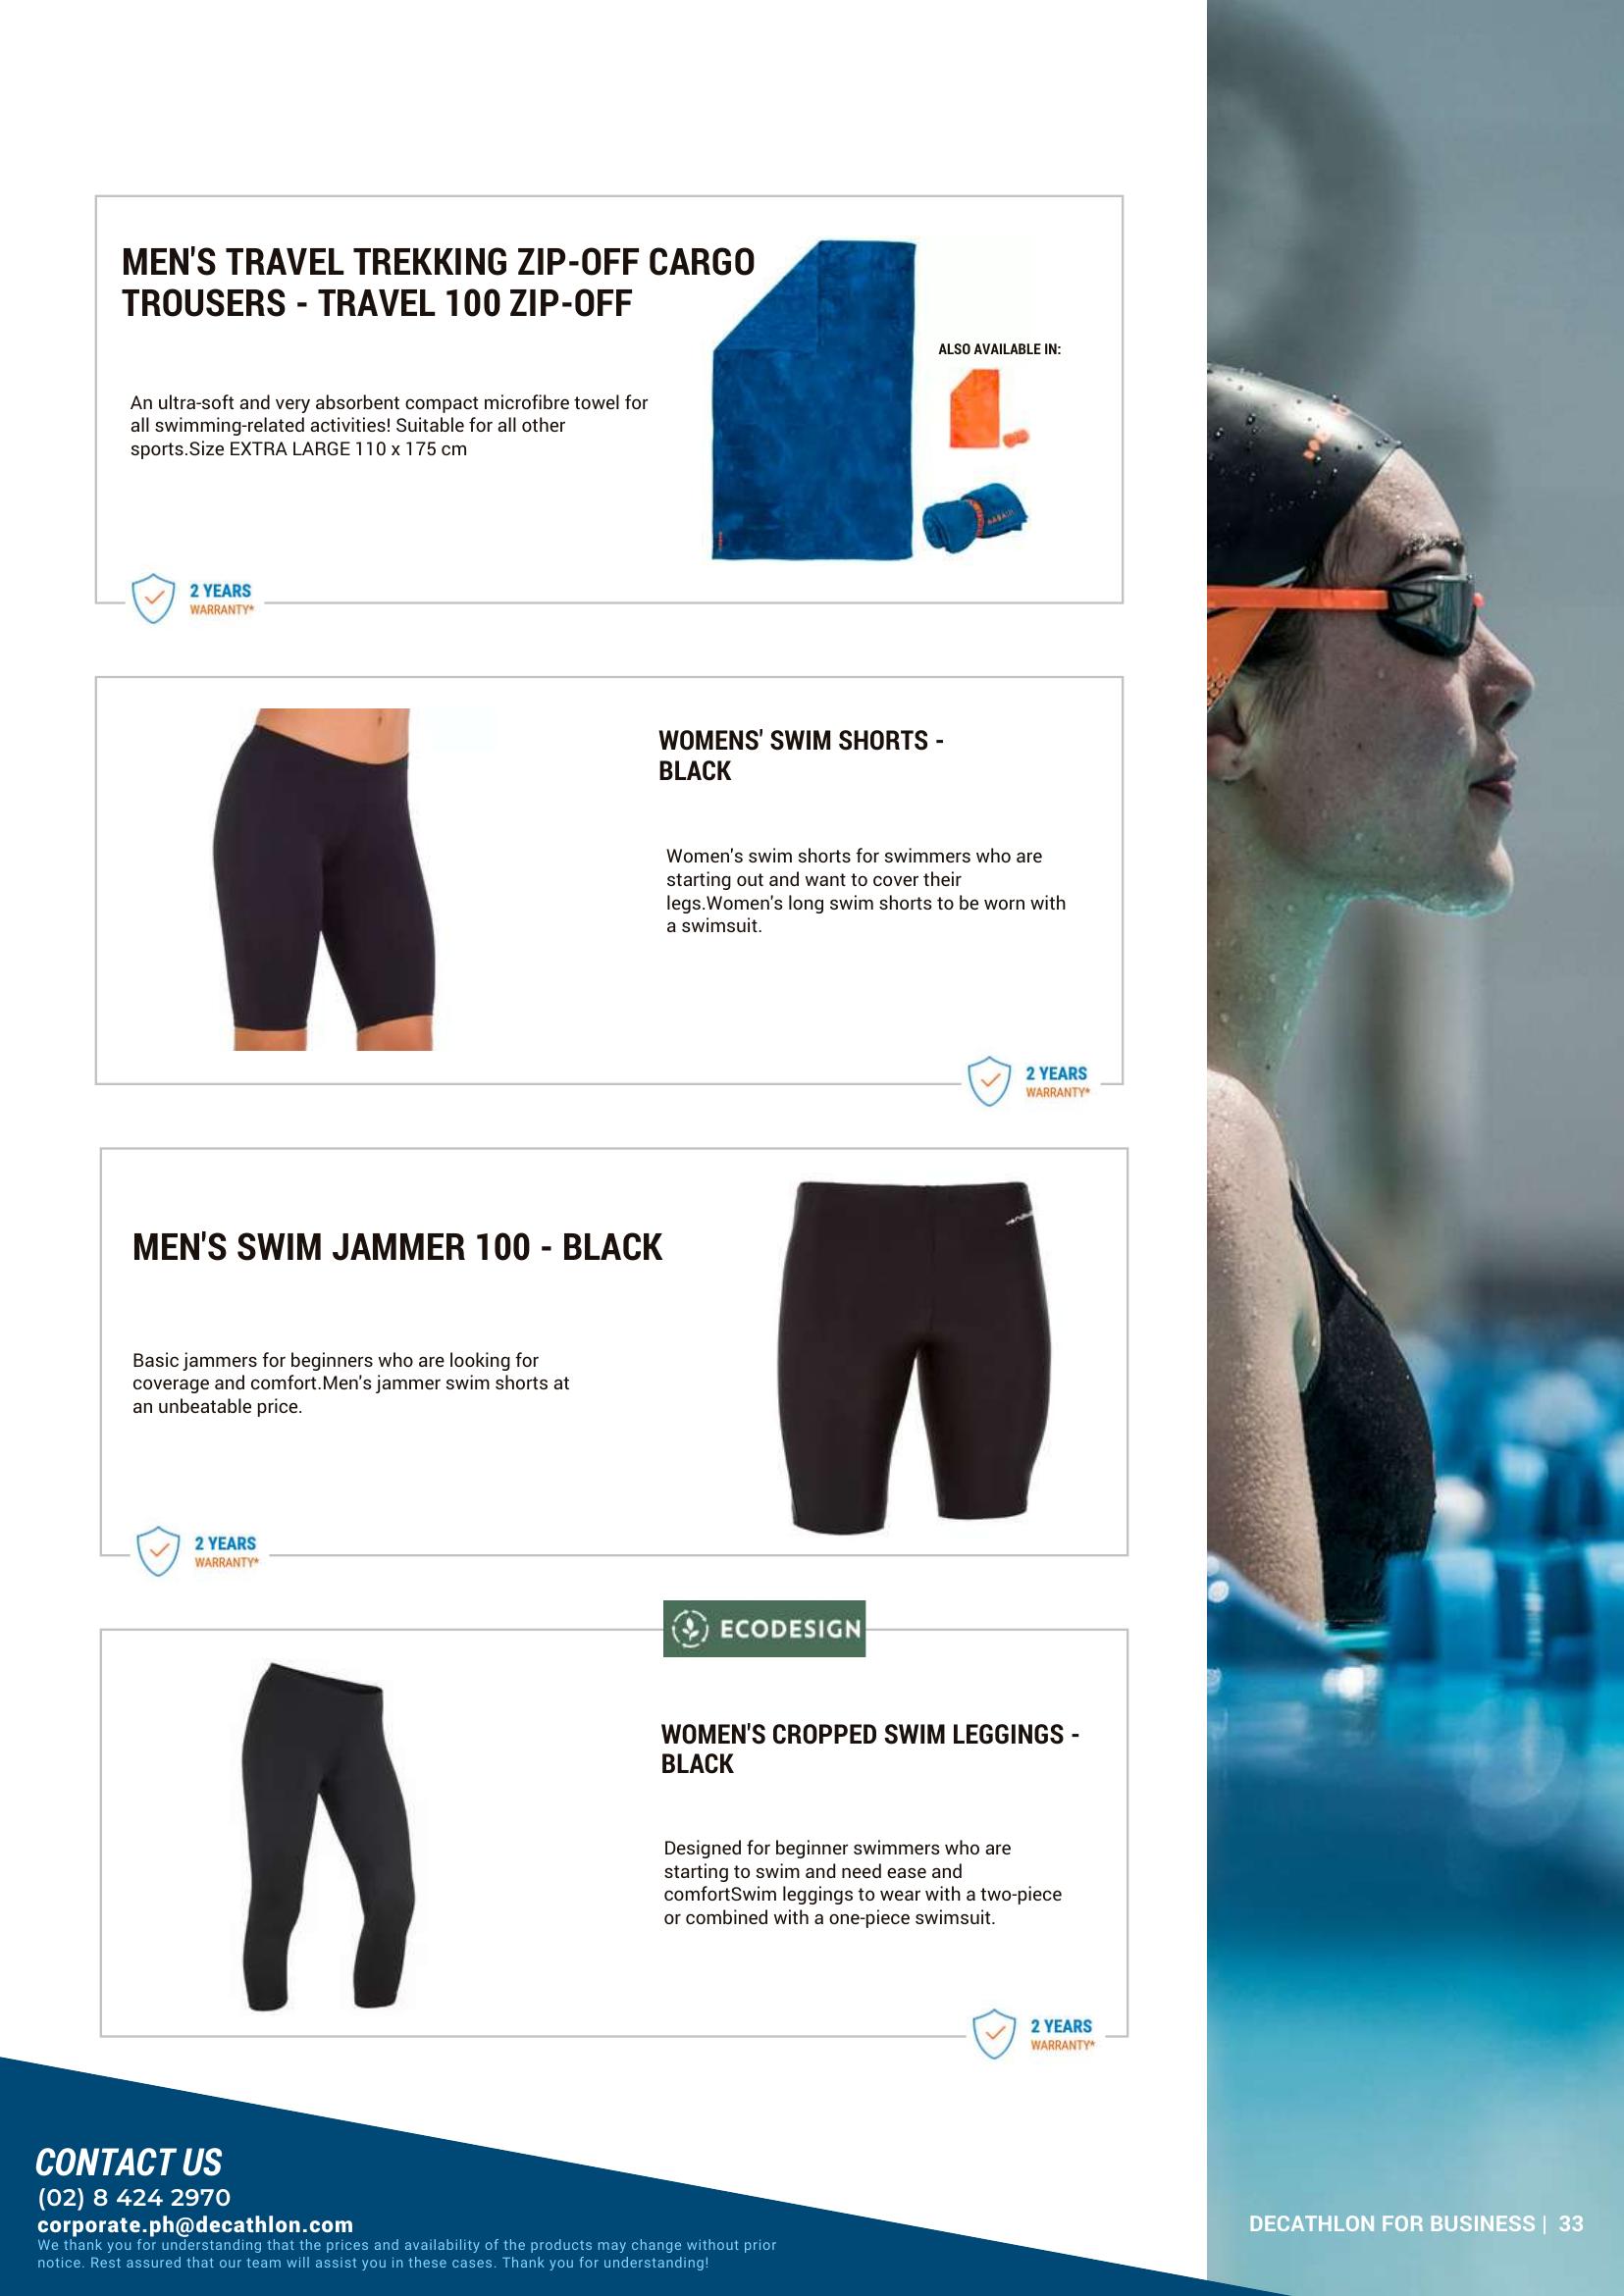 MEN'S TRAVEL TREKKING ZIP-OFF CARGO
TROUSERS - TRAVEL 100 ZIP-OFF
ALSO AVAILABLE IN:
An ultra-soft and very absorbent compact microfibre towel for
all swimming-related activities! Suitable for all other
sports.Size EXTRA LARGE 110 x 175 cm
2 YEARS
WARRANTY*
WOMENS' SWIM SHORTS -
BLACK
Women's swim shorts for swimmers who are
starting out and want to cover their
legs.Women's long swim shorts to be worn with
a swimsuit.
2 YEARS
WARRANTY*
MEN'S SWIM JAMMER 100 - BLACK
Basic jammers for beginners who are looking for
coverage and comfort.Men's jammer swim shorts at
an unbeatable price.
2 YEARS
WARRANTY*
ECODESIGN
WOMEN'S CROPPED SWIM LEGGINGS -
BLACK
Designed for beginner swimmers who are
starting to swim and need ease and
comfortSwim leggings to wear with a two-piece
or combined with a one-piece swimsuit.
2 YEARS
WARRANTY*
CONTACT US
(02) 8 424 2970
corporate.ph@decathlon.com
We thank you for understanding that the prices and availability of the products may change without prior
notice. Rest assured that our team will assist you in these cases. Thank you for understanding!
DECATHLON FOR BUSINESS | 33